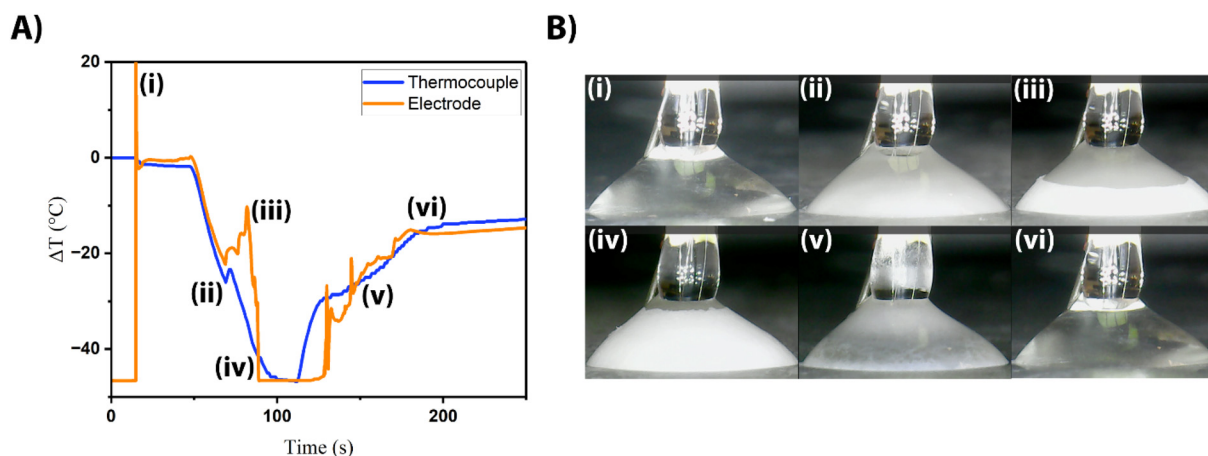 A)
B)
20
0
−20
−40
ΔT (°C)
Thermocouple
Electrode
(i)
(ii)
(iii)
(iv)
(v)
(vi)
0
100
200
Time (s)
(i)
(ii)
(iii)
(iv)
(v)
(vi)